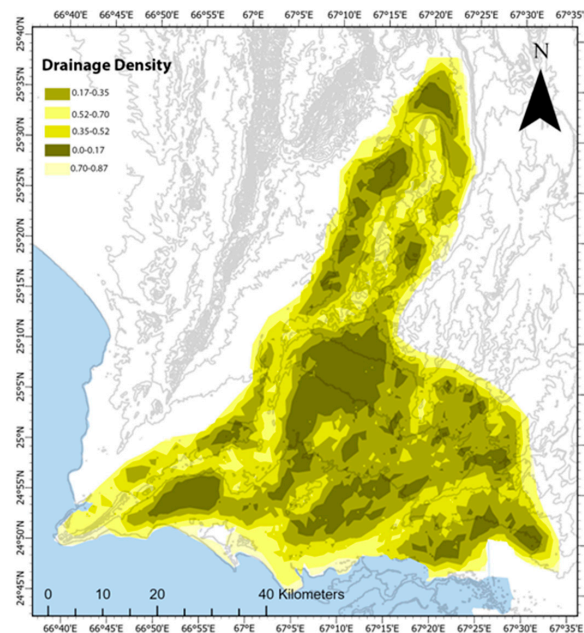 66°40'E 66°45'E 66°50'E 66°55'E 67°0'E 67°5'E 67°10'E 67°15'E 67°20'E 67°25'E 67°30'E 67°35'E
25°40'N
25°35'N
25°30'N
25°25'N
25°20'N
25°15'N
25°10'N
25°5'N
25°0'N
24°55'N
24°50'N
24°45'N
N
Drainage Density
0.17-0.35
0.52-0.70
0.35-0.52
0.0-0.17
0.70-0.87
0 10 20 40 Kilometers
66°40'E 66°45'E 66°50'E 66°55'E 67°0'E 67°5'E 67°10'E 67°15'E 67°20'E 67°25'E 67°30'E 67°35'E